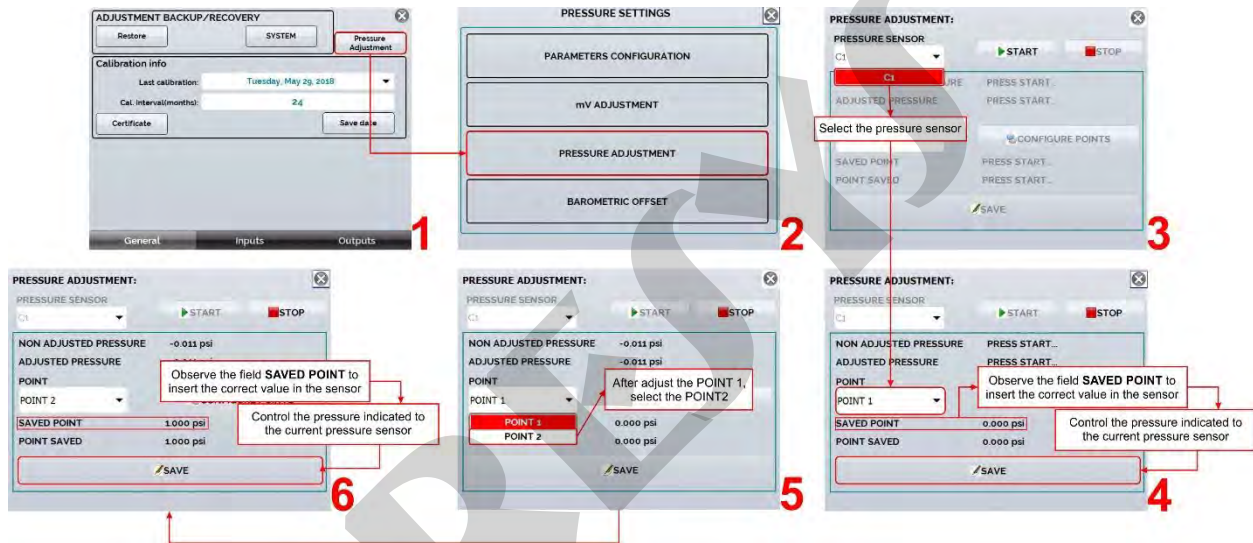 ADJUSTMENT BACKUP/RECOVERY
Restore
SYSTEM
Pressure
Adjustment
Calibration info
Last calibration:
Tuesday, May 29, 2018
Cal. Interval(months):
24
Certificate
Save date
General
Inputs
Outputs
1
PRESSURE SETTINGS
PARAMETERS CONFIGURATION
mV ADJUSTMENT
PRESSURE ADJUSTMENT
BAROMETRIC OFFSET
2
PRESSURE ADJUSTMENT:
PRESSURE SENSOR
C1
START
STOP
C1
PRESS START...
ADJUSTED PRESSURE
PRESS START...
Select the pressure sensor
CONFIGURE POINTS
SAVED POINT
PRESS START...
POINT SAVED
PRESS START...
SAVE
3
PRESSURE ADJUSTMENT:
PRESSURE SENSOR
C1
START
STOP
NON ADJUSTED PRESSURE
-0.011 psi
ADJUSTED PRESSURE
POINT
POINT 2
Observe the field SAVED POINT to
insert the correct value in the sensor
Control the pressure indicated to
the current pressure sensor
SAVED POINT
1.000 psi
POINT SAVED
1.000 psi
SAVE
6
PRESSURE ADJUSTMENT:
PRESSURE SENSOR
C1
START
STOP
NON ADJUSTED PRESSURE
-0.011 psi
ADJUSTED PRESSURE
-0.011 psi
POINT
POINT 1
After adjust the POINT 1,
select the POINT2
POINT 1
0.000 psi
POINT 2
0.000 psi
SAVE
5
PRESSURE ADJUSTMENT:
PRESSURE SENSOR
C1
START
STOP
NON ADJUSTED PRESSURE
PRESS START...
ADJUSTED PRESSURE
PRESS START...
POINT
POINT 1
Observe the field SAVED POINT to
insert the correct value in the sensor
Control the pressure indicated to
the current pressure sensor
SAVED POINT
0.000 psi
POINT SAVED
0.000 psi
SAVE
4